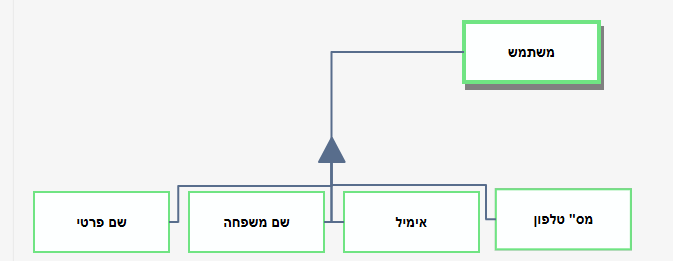 משתמש
מס" טלפון
אימיל
שם משפחה
שם פרטי